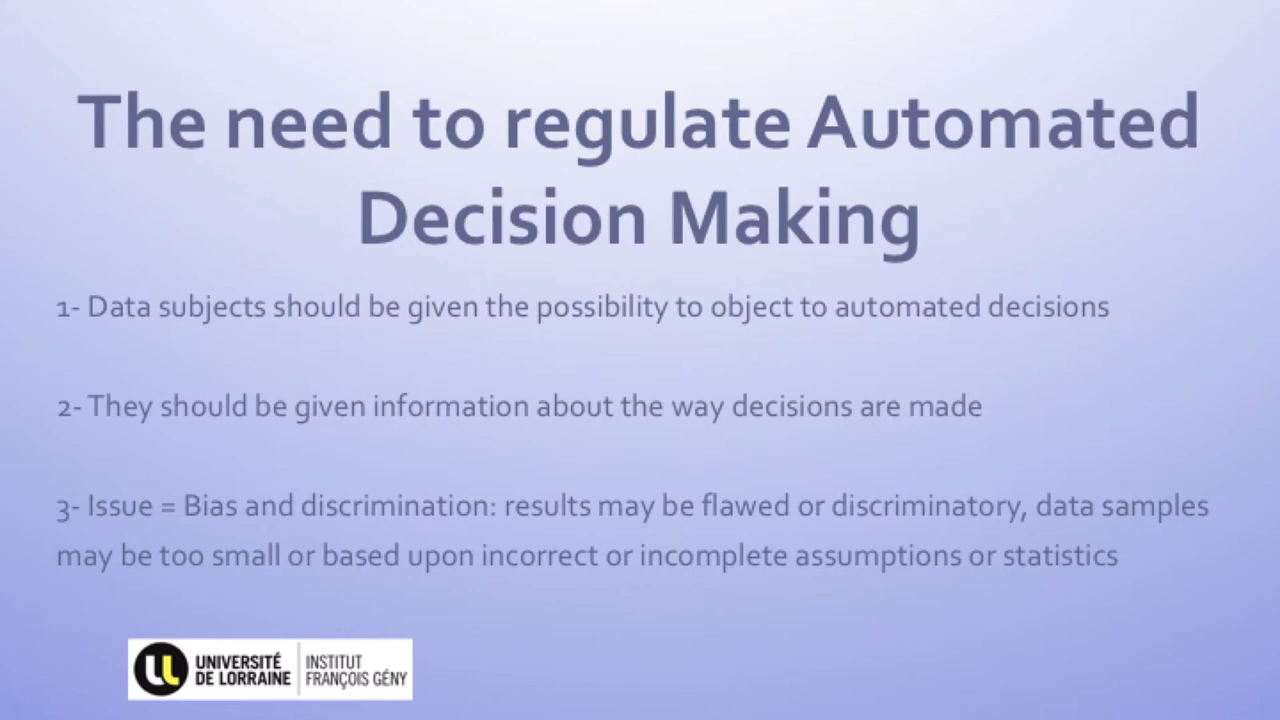 The need to regulate Automated
Decision Making
1- Data subjects should be given the possibility to object to automated decisions
2- They should be given information about the way decisions are made
3- Issue = Bias and discrimination: results may be flawed or discriminatory, data samples
may be too small or based upon incorrect or incomplete assumptions or statistics
UNIVERSITÉ
DE LORRAINE
INSTITUT
FRANÇOIS GÉNY